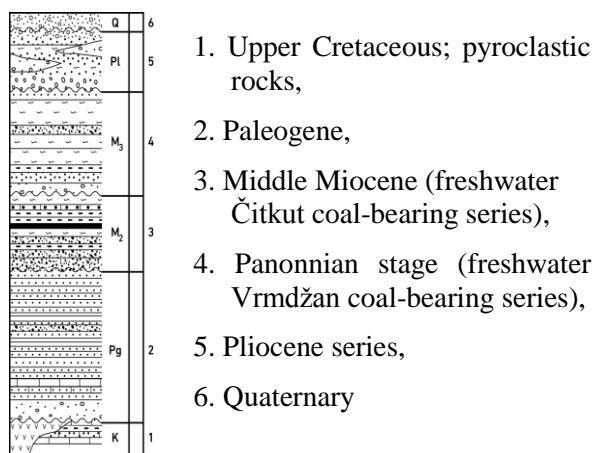 Q 6
Pl 5
M3 4
M2 3
Pg 2
K 1
1. Upper Cretaceous; pyroclastic
rocks,
2. Paleogene,
3. Middle Miocene (freshwater
Čitkut coal-bearing series),
4. Panonnian stage (freshwater
Vrmdžan coal-bearing series),
5. Pliocene series,
6. Quaternary